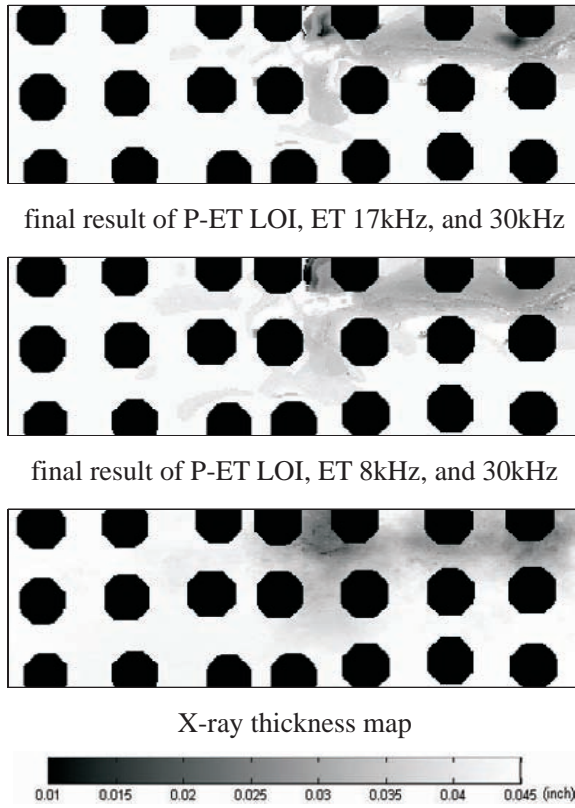 final result of P-ET LOI, ET 17kHz, and 30kHz
final result of P-ET LOI, ET 8kHz, and 30kHz
X-ray thickness map
0.01 0.015 0.02 0.025 0.03 0.035 0.04 0.045 (inch)